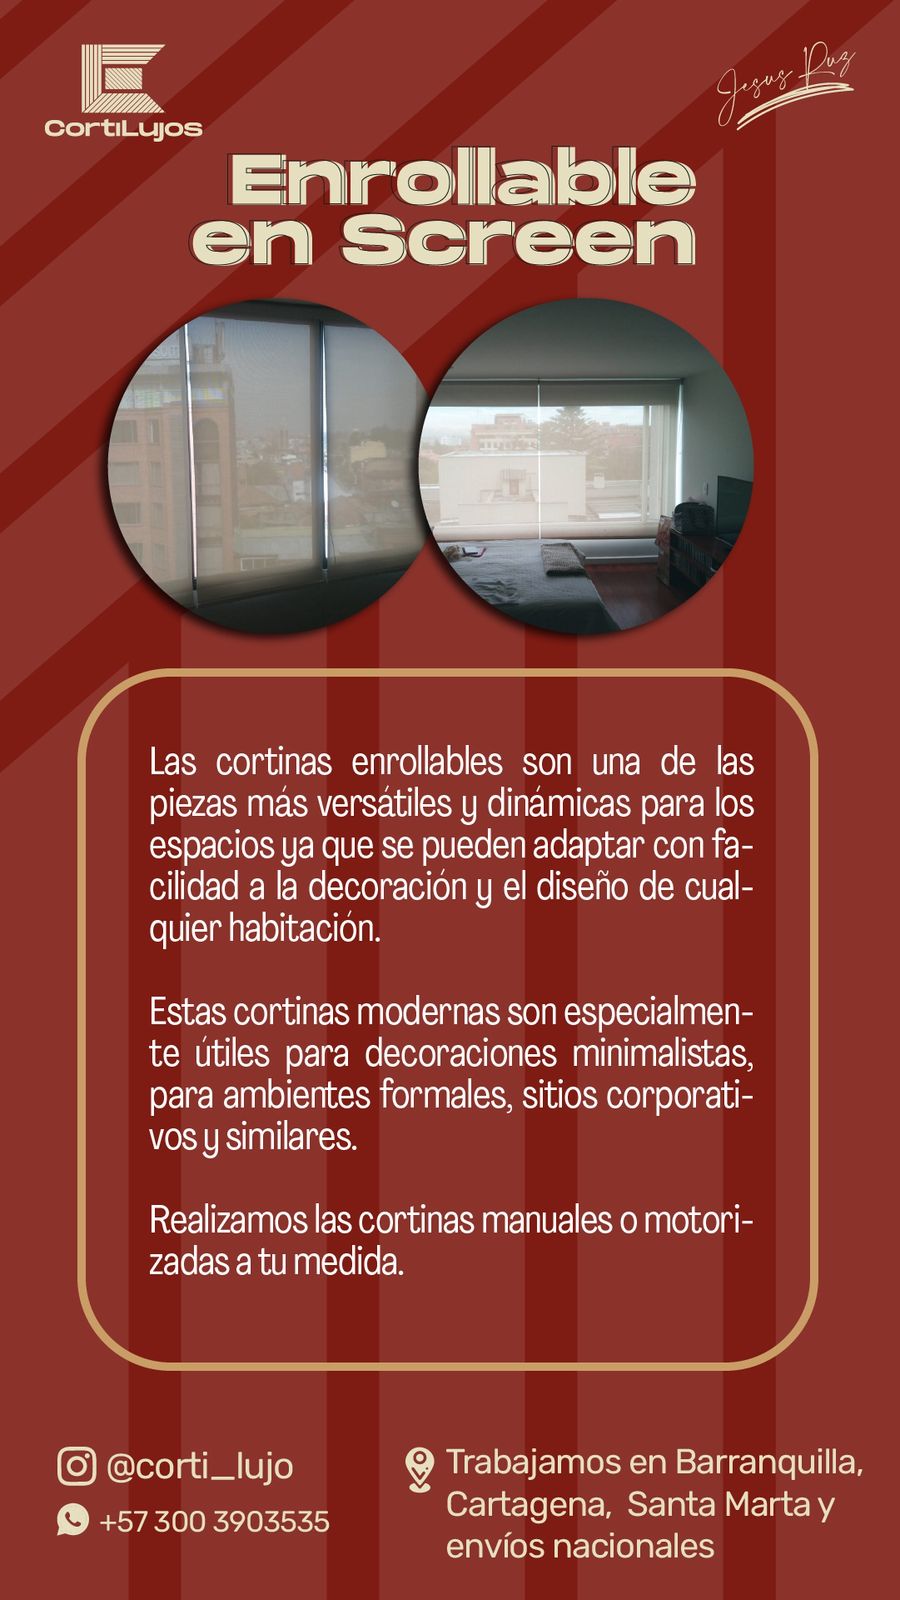 CortiLujos
Jesus Ruz
Enrollable
en Screen
Las cortinas enrollables son una de las
piezas más versátiles y dinámicas para los
espacios ya que se pueden adaptar con fa-
cilidad a la decoración y el diseño de cual-
quier habitación.
Estas cortinas modernas son especialmen-
te útiles para decoraciones minimalistas,
para ambientes formales, sitios corporati-
vos y similares.
Realizamos las cortinas manuales o motori-
zadas a tu medida.
@corti_lujo
+57 300 3903535
Trabajamos en Barranquilla,
Cartagena, Santa Marta y
envíos nacionales